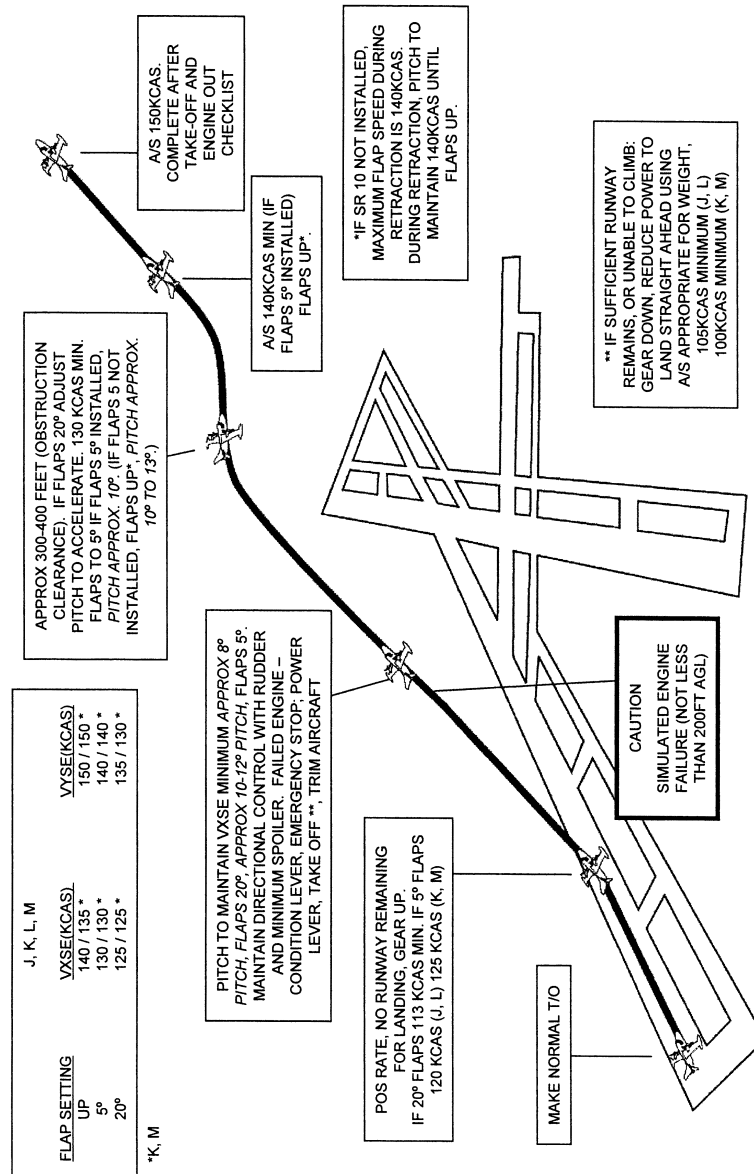 J, K, L, M
FLAP SETTING VXSE(KCAS) VYSE(KCAS)
UP 140 / 135 * 150 / 150 *
5º 130 / 130 * 140 / 140 *
20º 125 / 125 * 135 / 130 *
*K, M
APPROX 300-400 FEET (OBSTRUCTION
CLEARANCE). IF FLAPS 20º ADJUST
PITCH TO ACCELERATE. 130 KCAS MIN.
FLAPS TO 5º IF FLAPS 5º INSTALLED,
PITCH APPROX. 10º. (IF FLAPS 5 NOT
INSTALLED, FLAPS UP*, PITCH APPROX.
10º TO 13º.)
A/S 150KCAS.
COMPLETE AFTER
TAKE-OFF AND
ENGINE OUT
CHECKLIST
A/S 140KCAS MIN (IF
FLAPS 5º INSTALLED)
FLAPS UP*.
PITCH TO MAINTAIN VXSE MINIMUM APPROX 8º
PITCH, FLAPS 20º, APPROX 10-12º PITCH, FLAPS 5º.
MAINTAIN DIRECTIONAL CONTROL WITH RUDDER
AND MINIMUM SPOILER. FAILED ENGINE –
CONDITION LEVER, EMERGENCY STOP; POWER
LEVER, TAKE OFF **, TRIM AIRCRAFT
*IF SR 10 NOT INSTALLED,
MAXIMUM FLAP SPEED DURING
RETRACTION IS 140KCAS.
DURING RETRACTION, PITCH TO
MAINTAIN 140KCAS UNTIL
FLAPS UP.
POS RATE, NO RUNWAY REMAINING
FOR LANDING, GEAR UP.
IF 20º FLAPS 113 KCAS MIN. IF 5º FLAPS
120 KCAS (J, L) 125 KCAS (K, M)
CAUTION
SIMULATED ENGINE
FAILURE (NOT LESS
THAN 200FT AGL)
MAKE NORMAL T/O
** IF SUFFICIENT RUNWAY
REMAINS, OR UNABLE TO CLIMB:
GEAR DOWN, REDUCE POWER TO
LAND STRAIGHT AHEAD USING
A/S APPROPRIATE FOR WEIGHT,
105KCAS MINIMUM (J, L)
100KCAS MINIMUM (K, M)